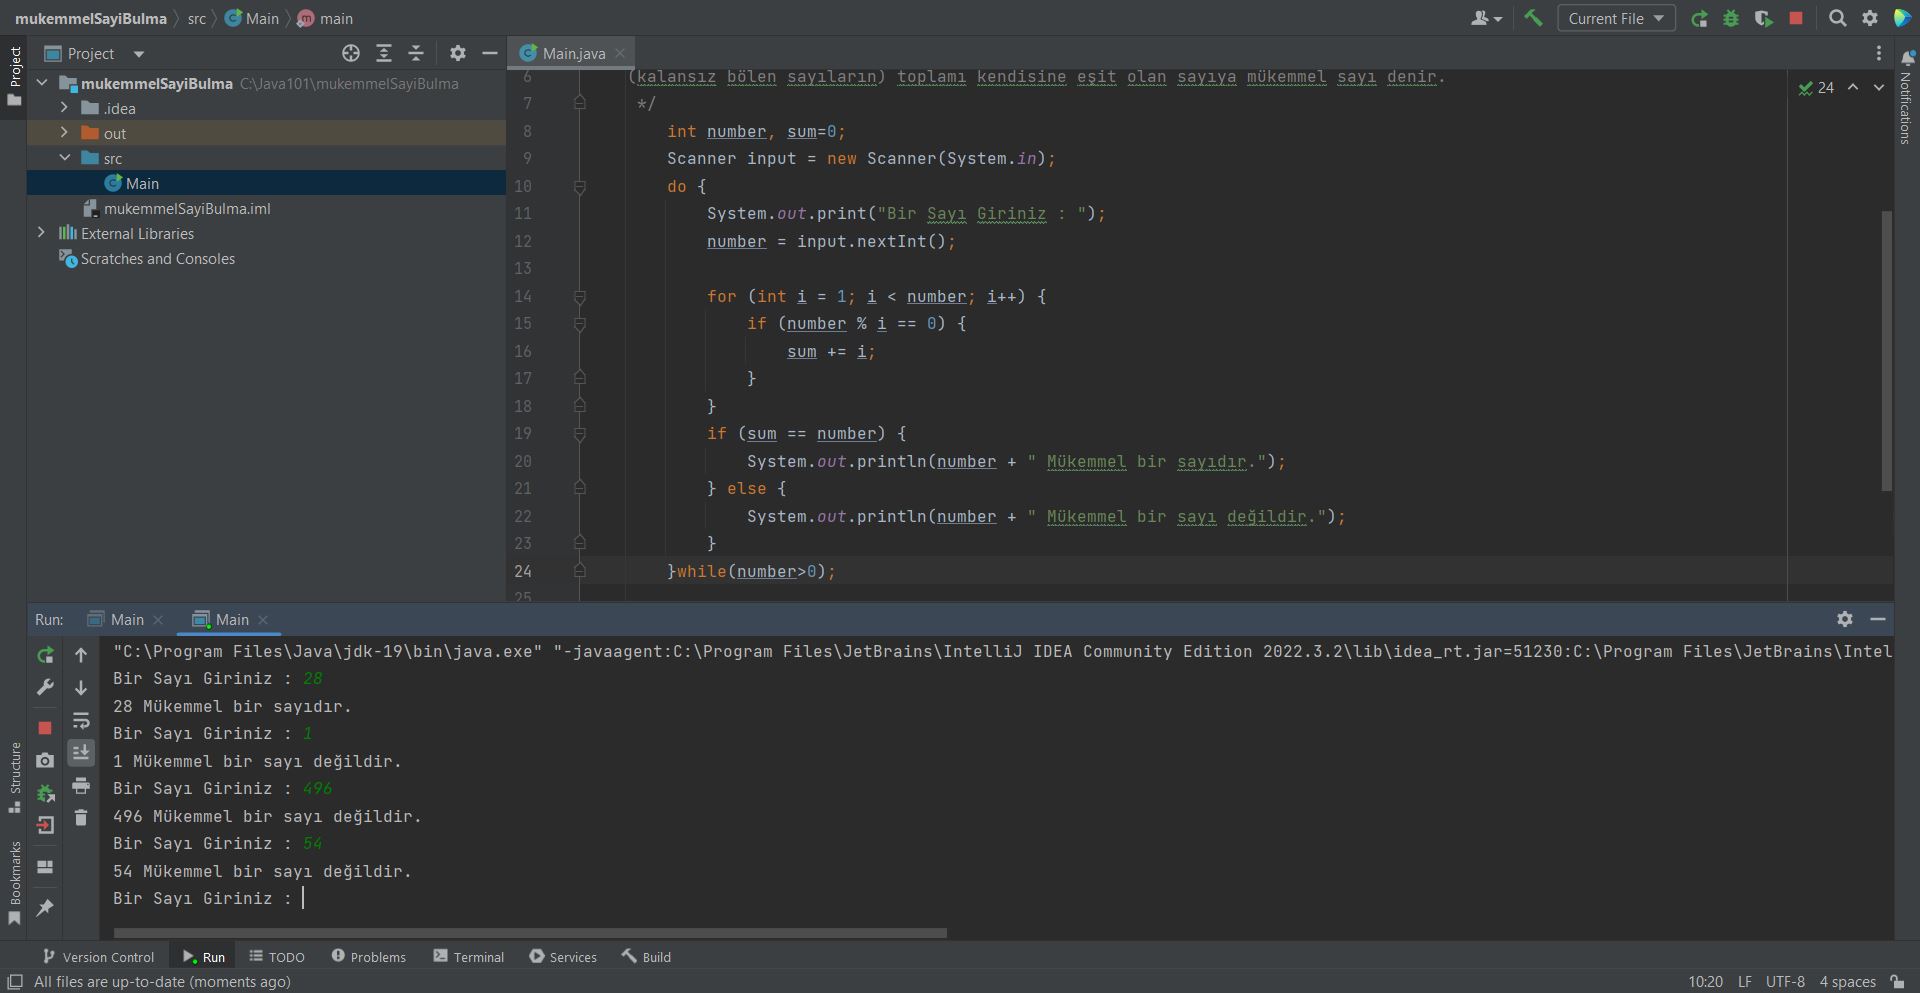 mukemmelSayiBulma src Main main Current File
Project
mukemmelSayiBulma C:\Java101\mukemmelSayiBulma
.idea
out
src
Main
mukemmelSayiBulma.iml
External Libraries
Scratches and Consoles
Project
Structure
Bookmarks
Notifications
Main.java
24
6 (kalansız bölen sayıların) toplamı kendisine eşit olan sayıya mükemmel sayı denir.
7 */
8 int number, sum=0;
9 Scanner input = new Scanner(System.in);
10 do {
11 System.out.print("Bir Sayı Giriniz : ");
12 number = input.nextInt();
13
14 for (int i = 1; i < number; i++) {
15 if (number % i == 0) {
16 sum += i;
17 }
18 }
19 if (sum == number) {
20 System.out.println(number + " Mükemmel bir sayıdır.");
21 } else {
22 System.out.println(number + " Mükemmel bir sayı değildir.");
23 }
24 }while(number>0);
25
Run: Main Main
"C:\Program Files\Java\jdk-19\bin\java.exe" "-javaagent:C:\Program Files\JetBrains\IntelliJ IDEA Community Edition 2022.3.2\lib\idea_rt.jar=51230:C:\Program Files\JetBrains\Intel
Bir Sayı Giriniz : 28
28 Mükemmel bir sayıdır.
Bir Sayı Giriniz : 1
1 Mükemmel bir sayı değildir.
Bir Sayı Giriniz : 496
496 Mükemmel bir sayı değildir.
Bir Sayı Giriniz : 54
54 Mükemmel bir sayı değildir.
Bir Sayı Giriniz :
Version Control Run TODO Problems Terminal Services Build
All files are up-to-date (moments ago) 10:20 LF UTF-8 4 spaces